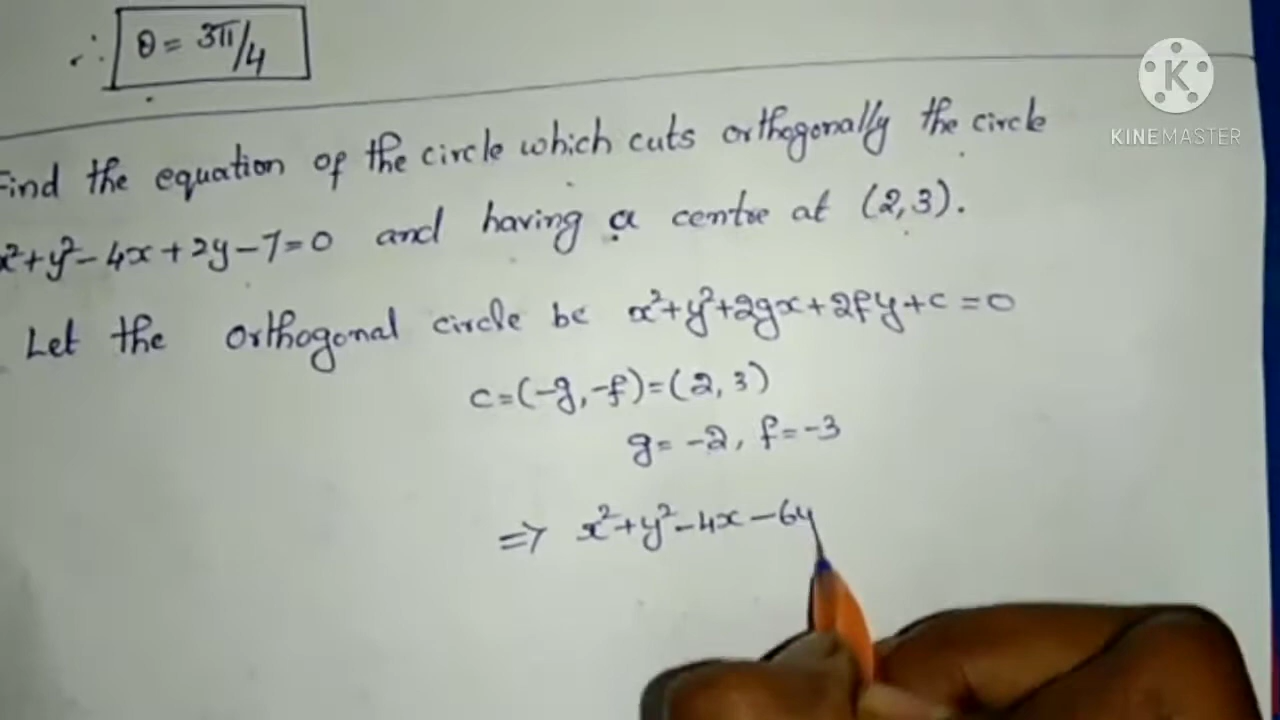 ∴ θ = 3π/4
K
KINEMASTER
Find the equation of the circle which cuts orthogonally the circle
x²+y²-4x+2y-7=0 and having a centre at (2,3).
Let the orthogonal circle be x²+y²+2gx+2fy+c=0
c=(-g,-f)=(2,3)
g=-2, f=-3
=> x²+y²-4x-6y